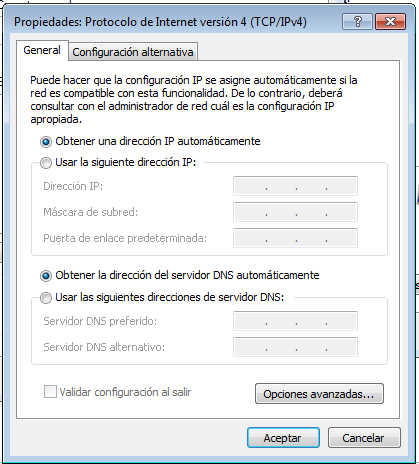 Propiedades: Protocolo de Internet versión 4 (TCP/IPv4)
General
Configuración alternativa
Puede hacer que la configuración IP se asigne automáticamente si la
red es compatible con esta funcionalidad. De lo contrario, deberá
consultar con el administrador de red cuál es la configuración IP
apropiada.
Obtener una dirección IP automáticamente
Usar la siguiente dirección IP:
Dirección IP:
Máscara de subred:
Puerta de enlace predeterminada:
Obtener la dirección del servidor DNS automáticamente
Usar las siguientes direcciones de servidor DNS:
Servidor DNS preferido:
Servidor DNS alternativo:
Validar configuración al salir
Opciones avanzadas...
Aceptar
Cancelar